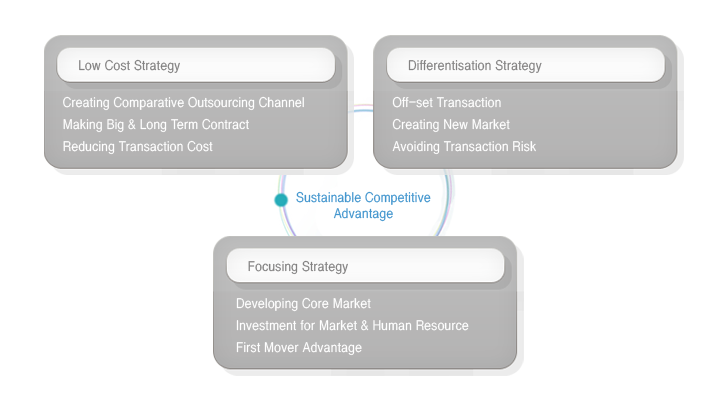 Low Cost Strategy
Creating Comparative Outsourcing Channel
Making Big & Long Term Contract
Reducing Transaction Cost
Differentisation Strategy
Off-set Transaction
Creating New Market
Avoiding Transaction Risk
Sustainable Competitive
Advantage
Focusing Strategy
Developing Core Market
Investment for Market & Human Resource
First Mover Advantage